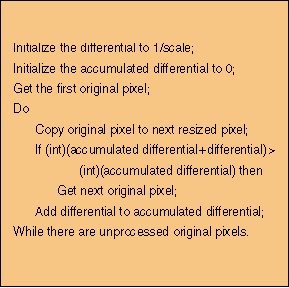 Initialize the differential to 1/scale;
Initialize the accumulated differential to 0;
Get the first original pixel;
Do
Copy original pixel to next resized pixel;
If (int)(accumulated differential+differential)>
(int)(accumulated differential) then
Get next original pixel;
Add differential to accumulated differential;
While there are unprocessed original pixels.